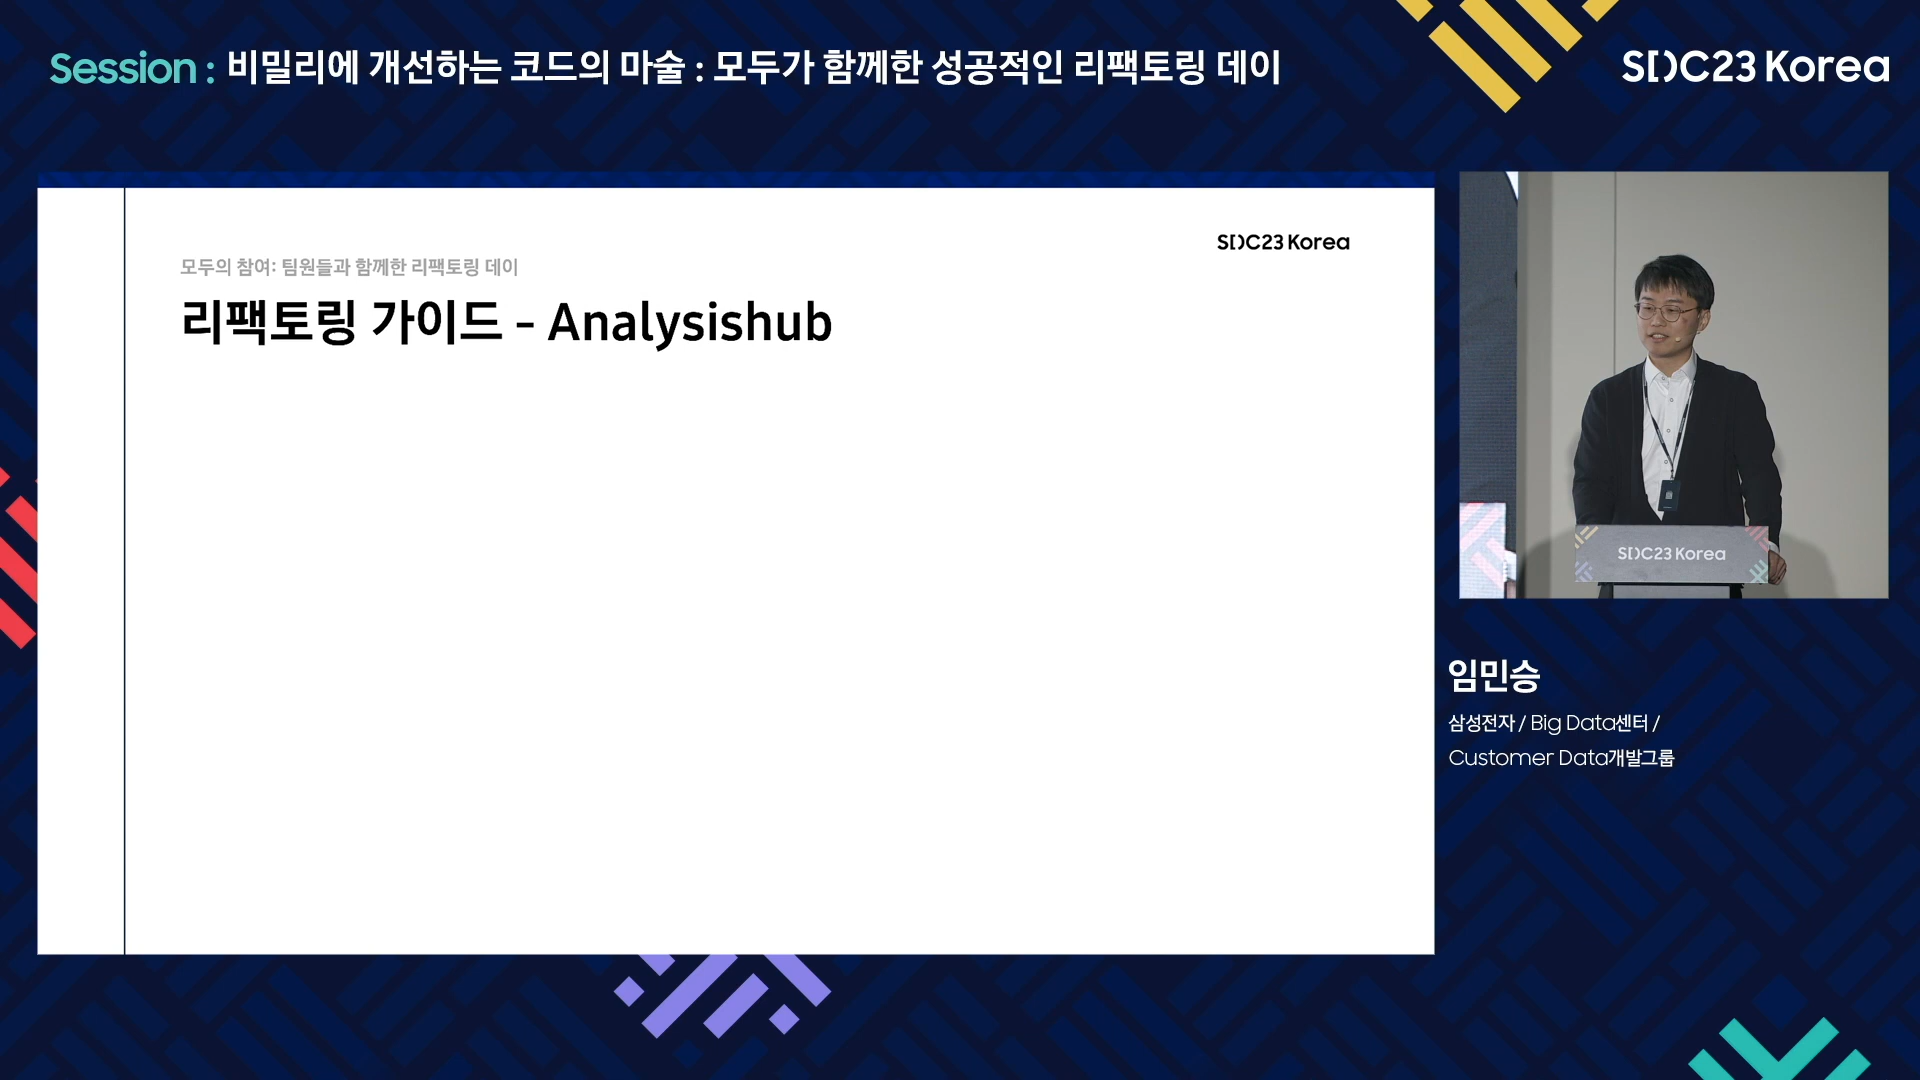 Session : 비밀리에 개선하는 코드의 마술 : 모두가 함께한 성공적인 리팩토링 데이
SDC23 Korea
SDC23 Korea
모두의 참여: 팀원들과 함께한 리팩토링 데이
리팩토링 가이드 - Analysishub
SDC23 Korea
임민승
삼성전자 / Big Data센터 /
Customer Data개발그룹